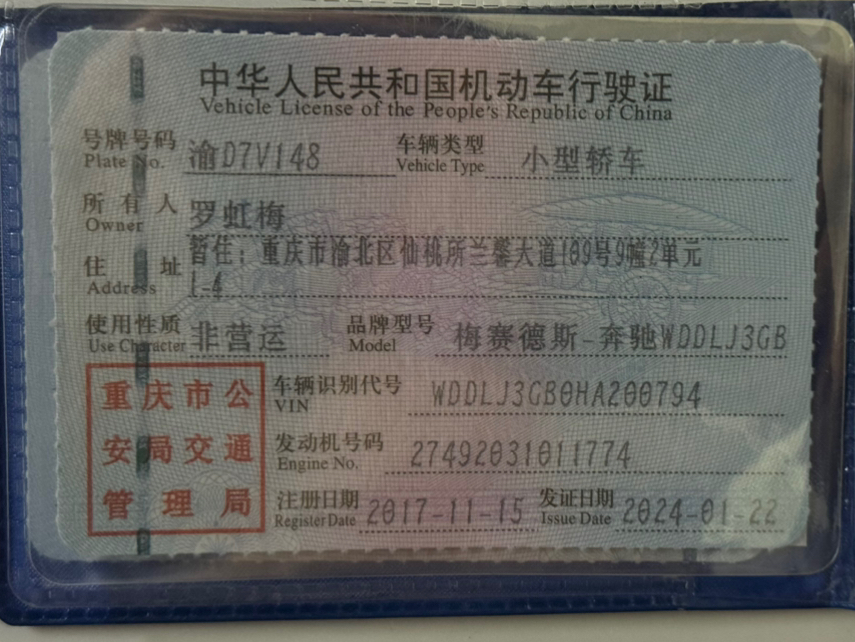 中华人民共和国机动车行驶证
Vehicle License of the People's Republic of China
号牌号码 渝D7V148 车辆类型 小型轿车
Plate No. Vehicle Type
所有人 罗虹梅
Owner
住址 暂住：重庆市渝北区仙桃所兰馨大道109号9幢2单元
Address 1-4
使用性质 非营运 品牌型号 梅赛德斯-奔驰WDDLJ3GB
Use Character Model
重庆市公
安局交通
管理局
车辆识别代号 WDDLJ3GB0HA200794
VIN
发动机号码 27492031011774
Engine No.
注册日期 2017-11-15 发证日期 2024-01-22
Register Date Issue Date